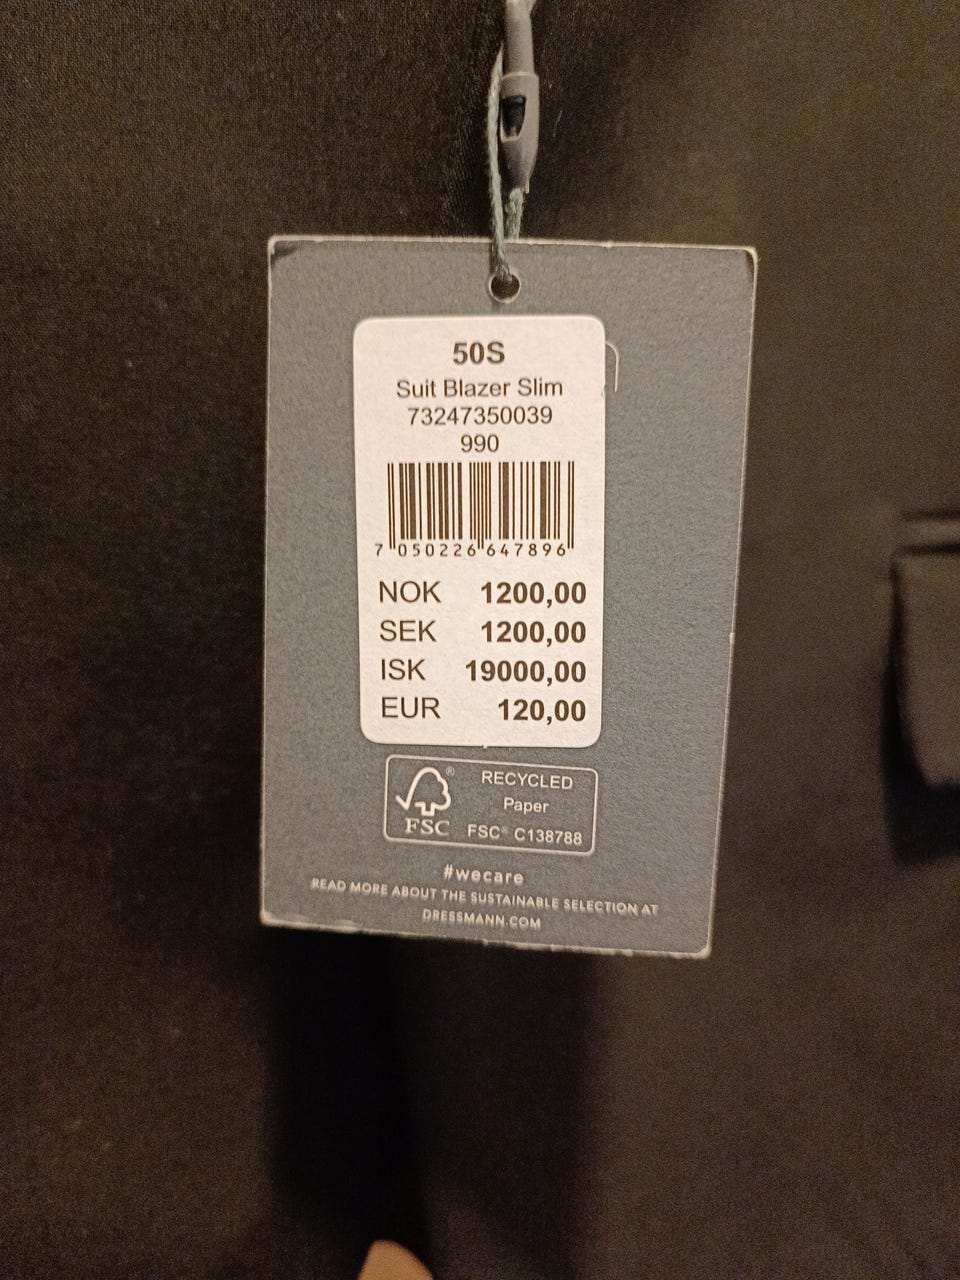 50S
Suit Blazer Slim
73247350039
990
7 050226 647896
NOK 1200,00
SEK 1200,00
ISK 19000,00
EUR 120,00
FSC®
RECYCLED
Paper
FSC® C138788
#wecare
READ MORE ABOUT THE SUSTAINABLE SELECTION AT
DRESSMANN.COM